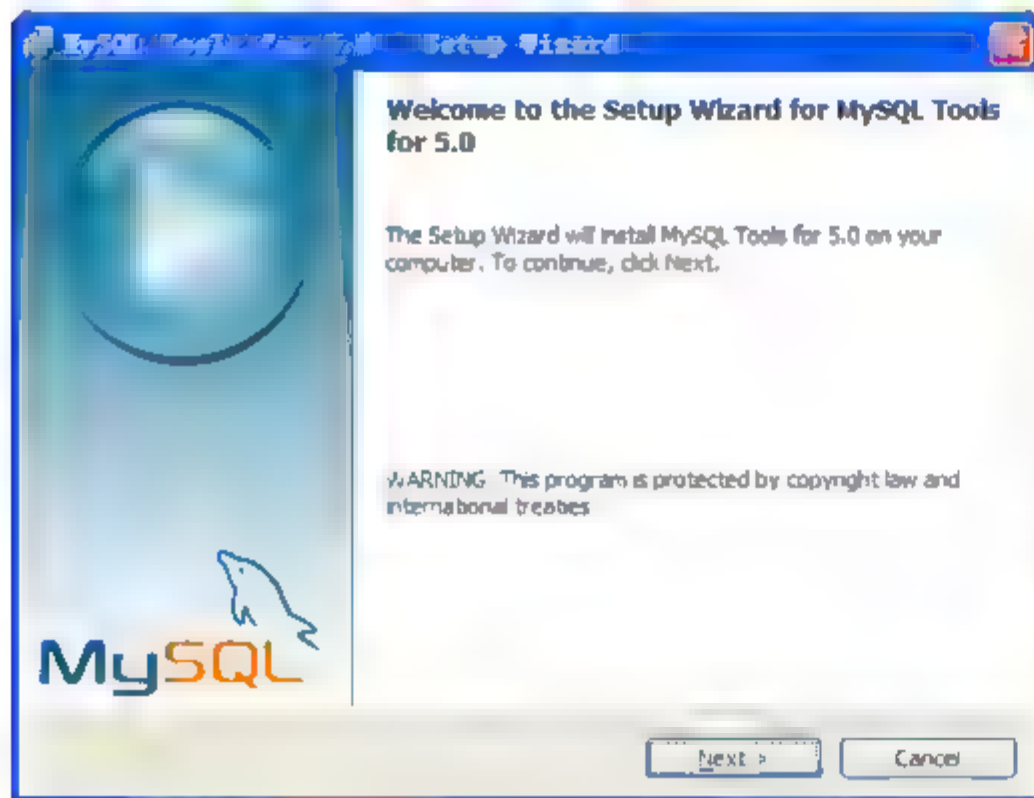 Setup Wizard
Welcome to the Setup Wizard for MySQL Tools
for 5.0
The Setup Wizard will install MySQL Tools for 5.0 on your
computer. To continue, click Next.
WARNING: This program is protected by copyright law and
international treaties
MySQL
Next >
Cancel